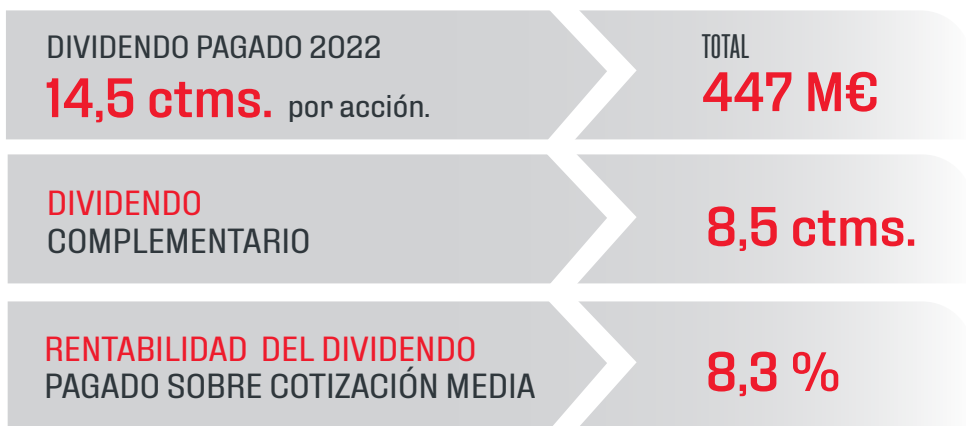 DIVIDENDO PAGADO 2022
14,5 ctms. por acción.
TOTAL
447 M€
DIVIDENDO
COMPLEMENTARIO
8,5 ctms.
RENTABILIDAD DEL DIVIDENDO
PAGADO SOBRE COTIZACIÓN MEDIA
8,3 %